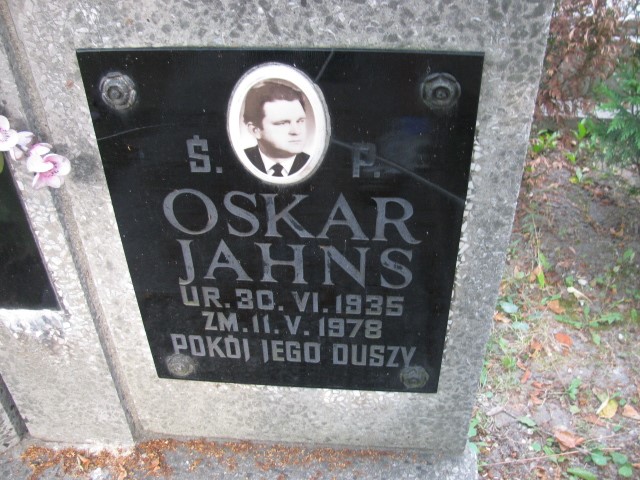 Ś. P.
OSKAR
JAHNS
UR. 30. VI. 1935
ZM. 11. V. 1978
POKÓJ JEGO DUSZY